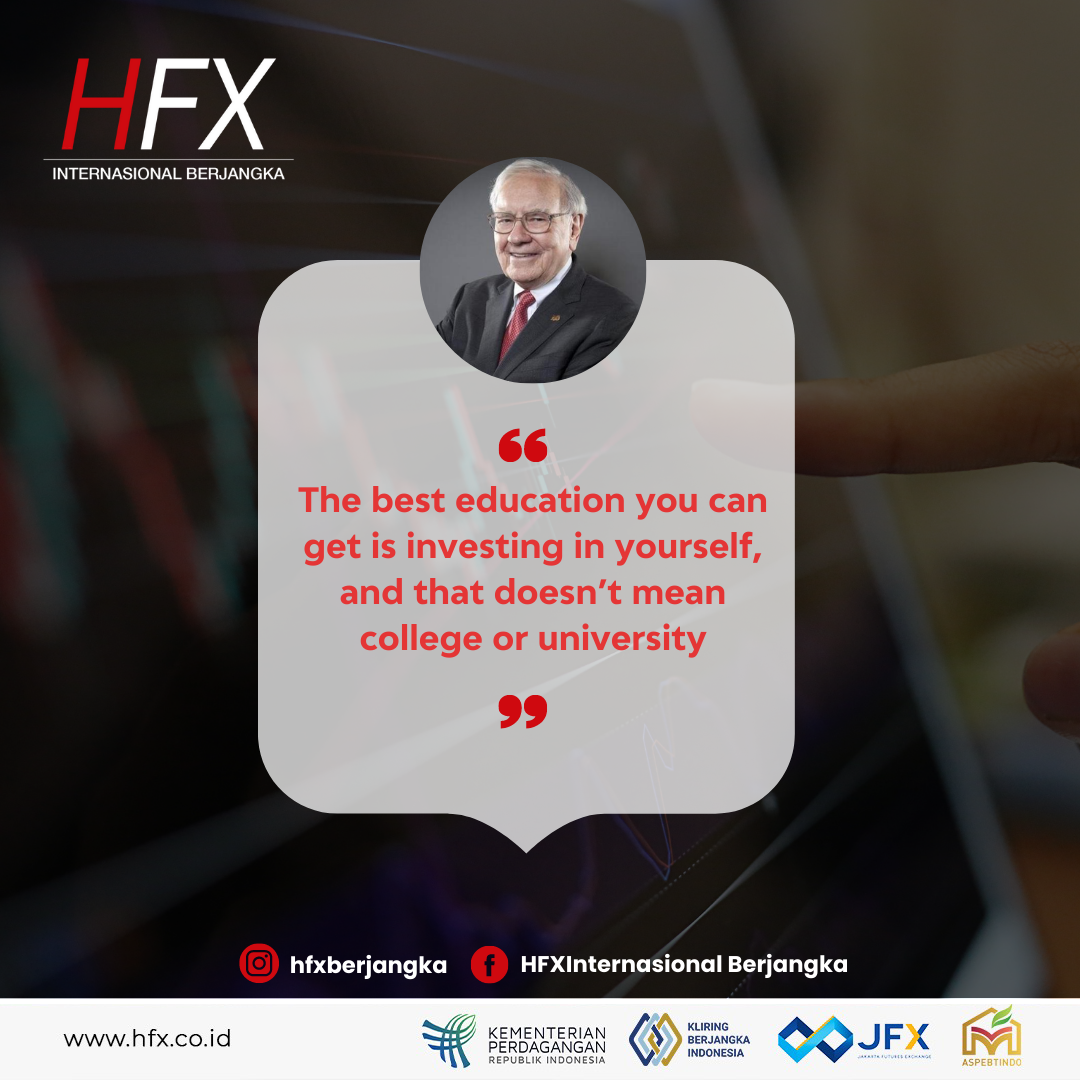 HFX
INTERNASIONAL BERJANGKA
“
The best education you can
get is investing in yourself,
and that doesn’t mean
college or university
”
hfxberjangka
HFXInternasional Berjangka
www.hfx.co.id
KEMENTERIAN
PERDAGANGAN
REPUBLIK INDONESIA
KLIRING
BERJANGKA
INDONESIA
JFX
JAKARTA FUTURES EXCHANGE
ASPEBTINDO